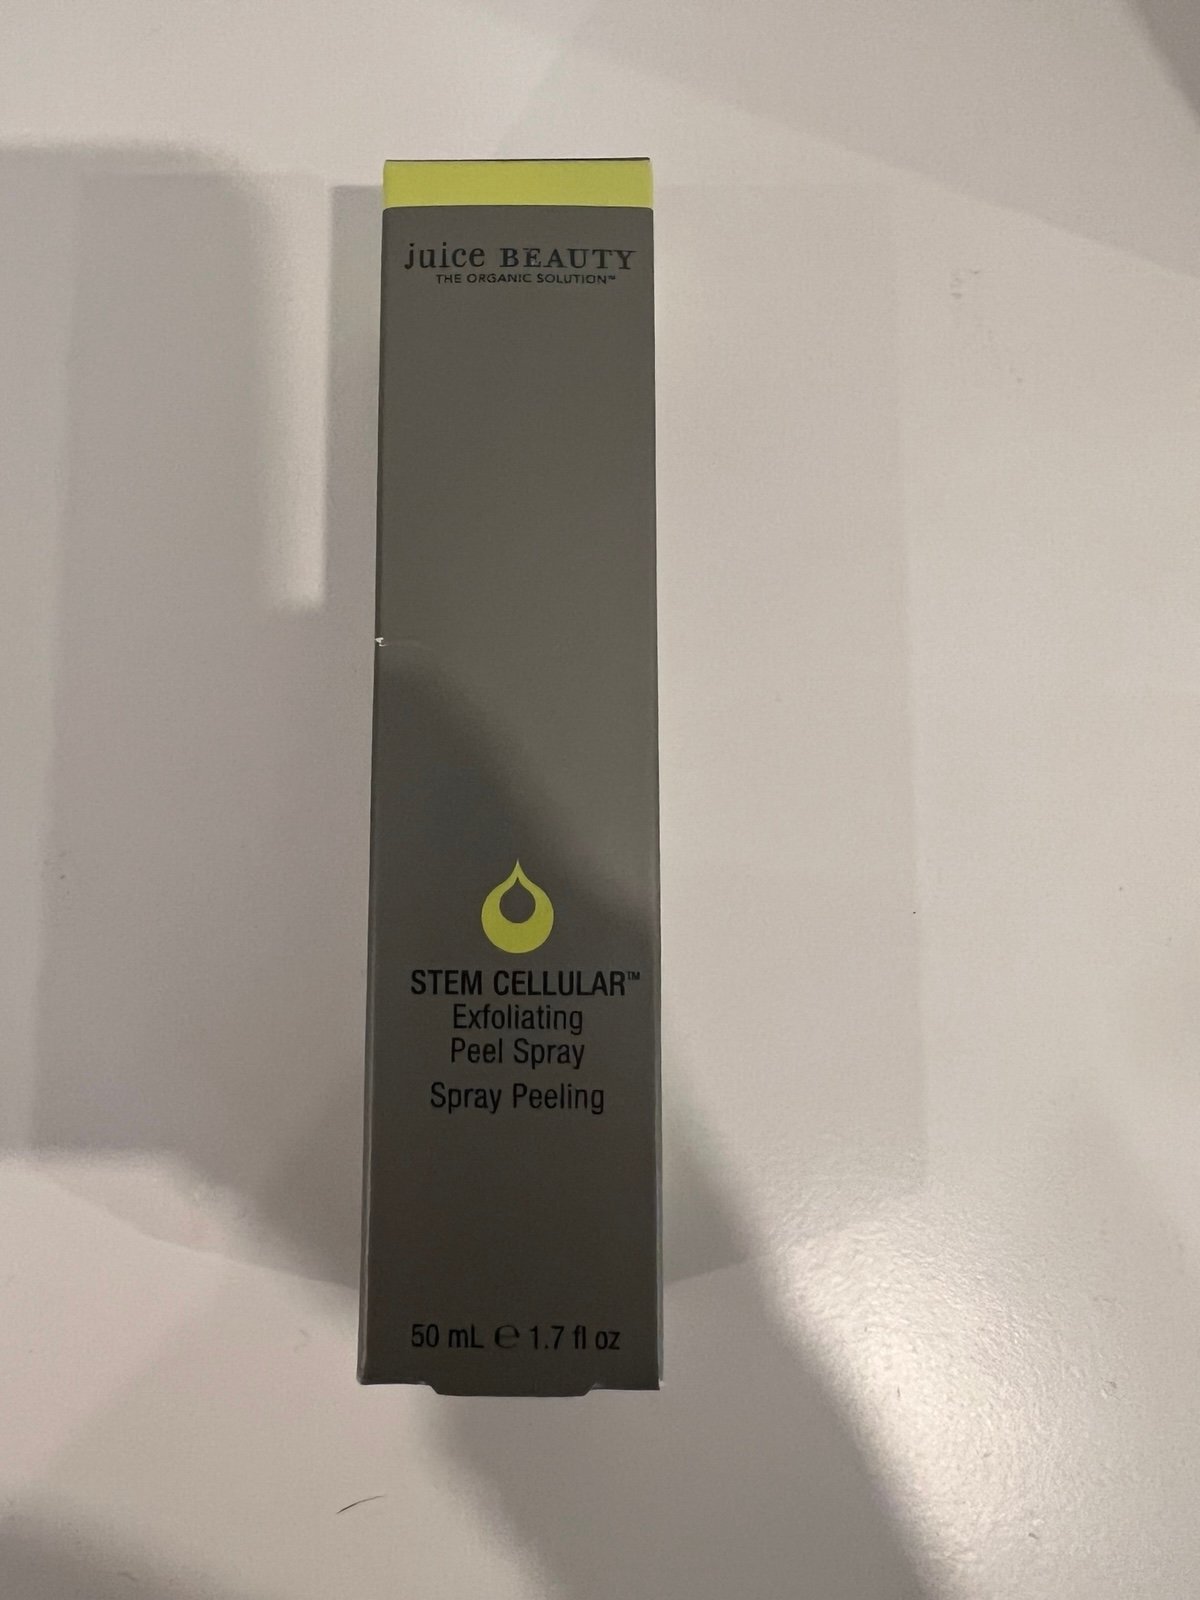 juice BEAUTY
THE ORGANIC SOLUTION™
STEM CELLULAR™
Exfoliating
Peel Spray
Spray Peeling
50 mL ℮ 1.7 fl oz